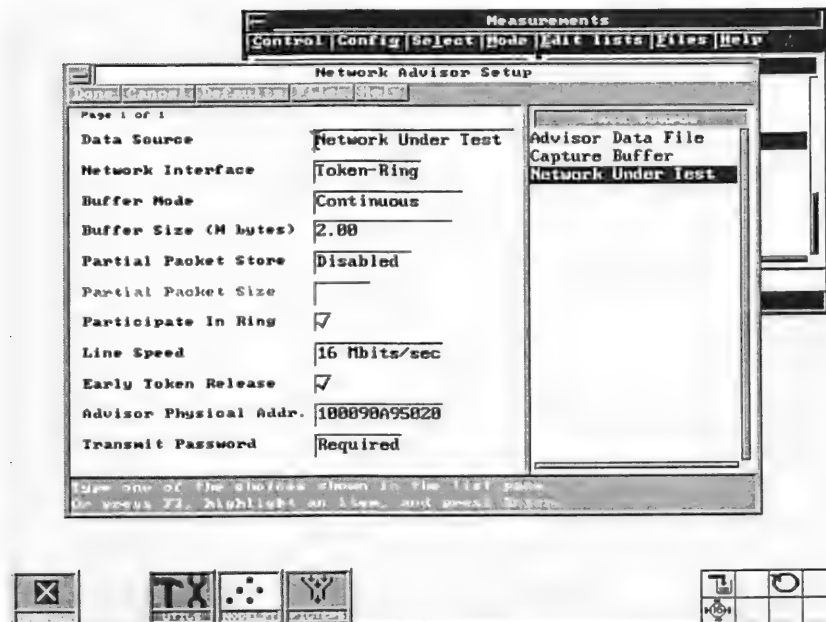 Measurements
Control Config Select Mode Edit lists Files Help
Network Advisor Setup
Done Cancel Defaults Help
Page 1 of 1
Data Source Network Under Test
Network Interface Token-Ring
Buffer Mode Continuous
Buffer Size (M bytes) 2.00
Partial Packet Store Disabled
Partial Packet Size
Participate In Ring
Line Speed 16 Mbits/sec
Early Token Release
Advisor Physical Addr. 100090A95020
Transmit Password Required
Advisor Data File
Capture Buffer
Network Under Test
Type one of the choices shown in the list pane
Or press F2, highlight an item, and press
16